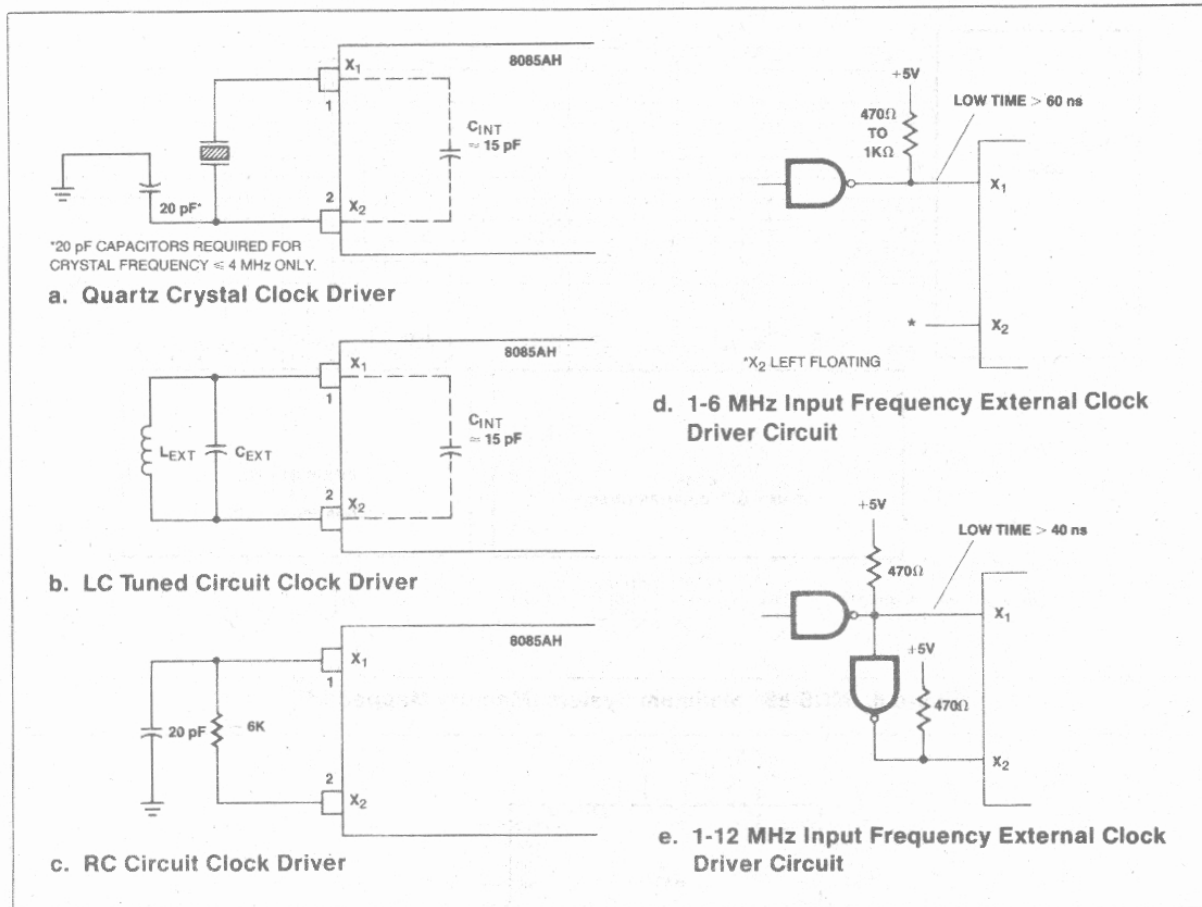 8085AH
X₁
1
C_INT
≈ 15 pF
20 pF*
2
X₂
*20 pF CAPACITORS REQUIRED FOR
CRYSTAL FREQUENCY ≤ 4 MHz ONLY.
a. Quartz Crystal Clock Driver
8085AH
X₁
1
C_INT
≈ 15 pF
L_EXT
C_EXT
2
X₂
b. LC Tuned Circuit Clock Driver
8085AH
X₁
1
20 pF
6K
2
X₂
c. RC Circuit Clock Driver
+5V
LOW TIME > 60 ns
470Ω
TO
1KΩ
X₁
*
X₂
*X₂ LEFT FLOATING
d. 1-6 MHz Input Frequency External Clock
Driver Circuit
+5V
LOW TIME > 40 ns
470Ω
X₁
+5V
470Ω
X₂
e. 1-12 MHz Input Frequency External Clock
Driver Circuit